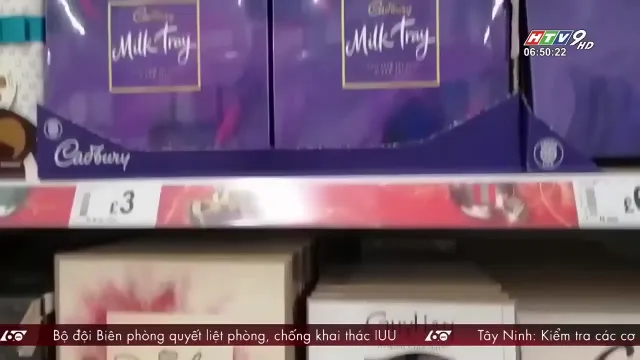 HTV9 HD
06:50:22
Cadbury
Milk Tray
Cadbury
Milk Tray
Cadbury
£3
Bộ đội Biên phòng quyết liệt phòng, chống khai thác IUU
Tây Ninh: Kiểm tra các cơ